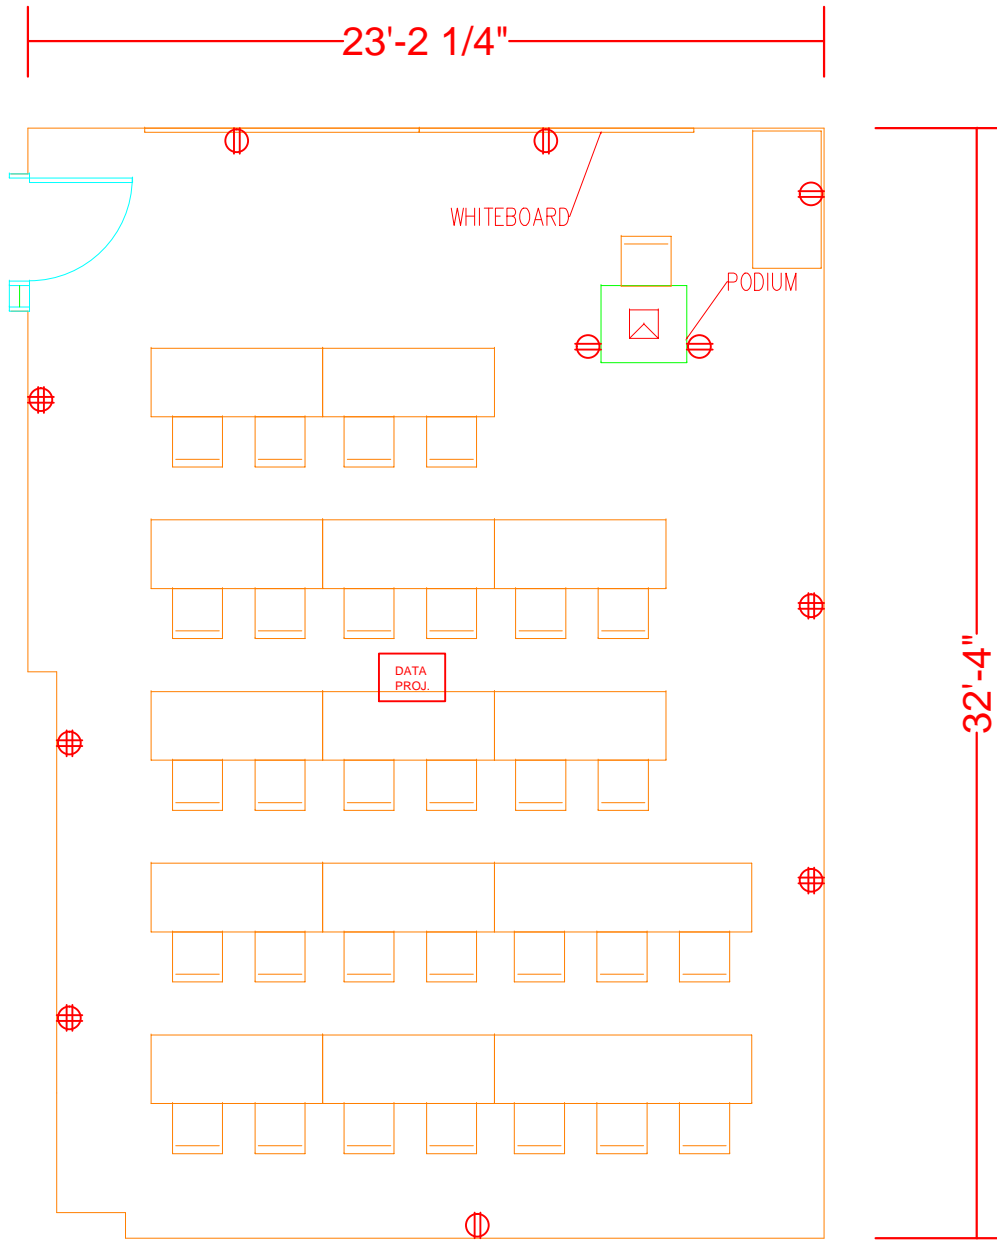 23'-2 1/4"
WHITEBOARD
PODIUM
DATA
PROJ.
32'-4"